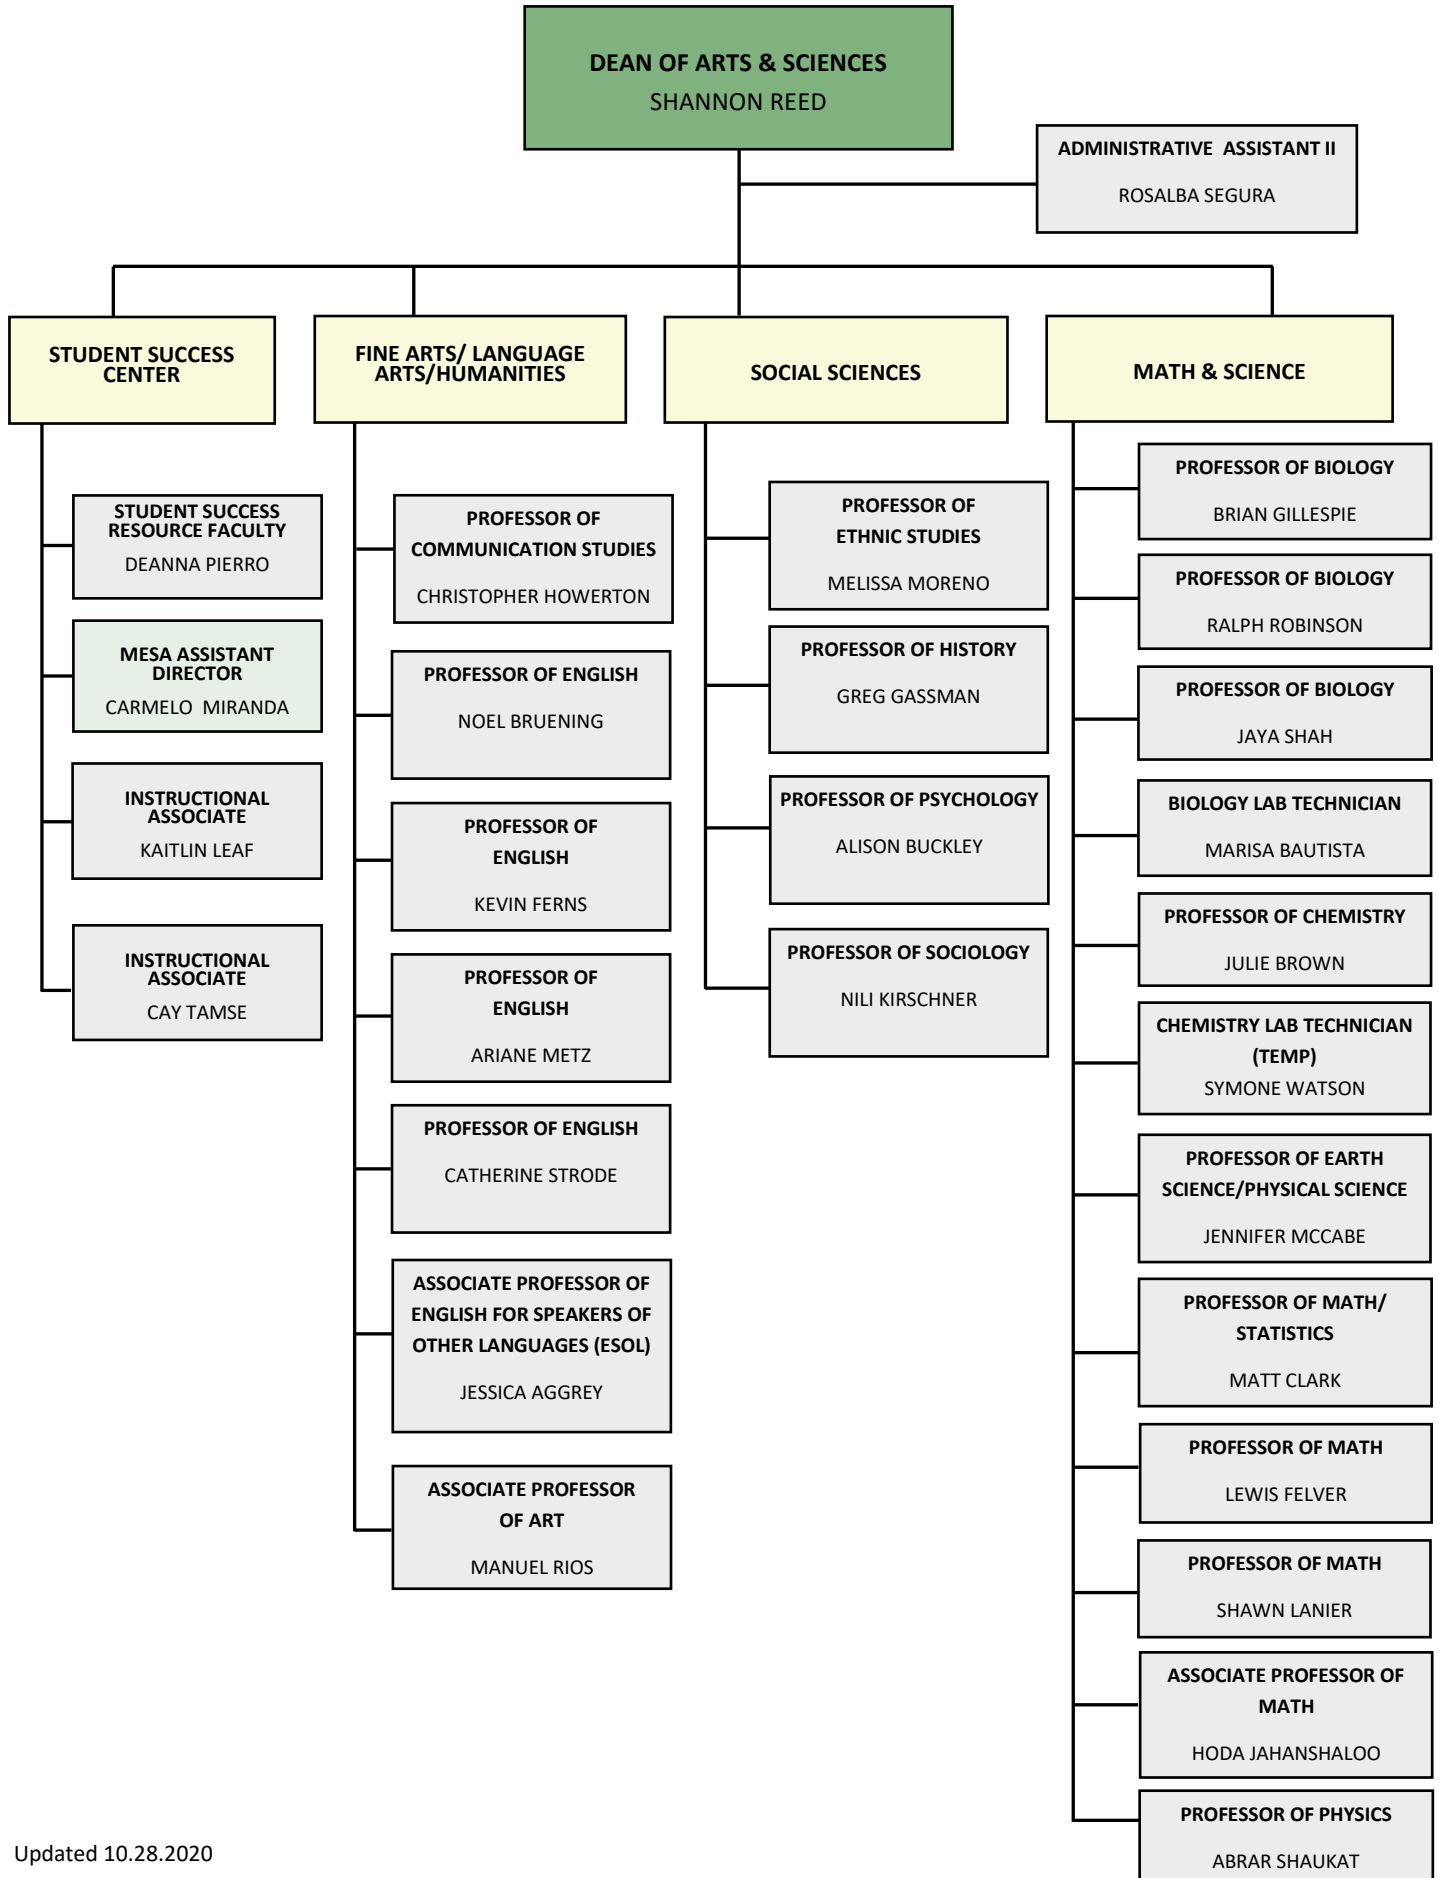 DEAN OF ARTS & SCIENCES
SHANNON REED
ADMINISTRATIVE ASSISTANT II
ROSALBA SEGURA
STUDENT SUCCESS
CENTER
STUDENT SUCCESS
RESOURCE FACULTY
DEANNA PIERRO
MESA ASSISTANT
DIRECTOR
CARMELO MIRANDA
INSTRUCTIONAL
ASSOCIATE
KAITLIN LEAF
INSTRUCTIONAL
ASSOCIATE
CAY TAMSE
FINE ARTS/ LANGUAGE
ARTS/HUMANITIES
PROFESSOR OF
COMMUNICATION STUDIES
CHRISTOPHER HOWERTON
PROFESSOR OF ENGLISH
NOEL BRUENING
PROFESSOR OF
ENGLISH
KEVIN FERNS
PROFESSOR OF
ENGLISH
ARIANE METZ
PROFESSOR OF ENGLISH
CATHERINE STRODE
ASSOCIATE PROFESSOR OF
ENGLISH FOR SPEAKERS OF
OTHER LANGUAGES (ESOL)
JESSICA AGGREY
ASSOCIATE PROFESSOR
OF ART
MANUEL RIOS
SOCIAL SCIENCES
PROFESSOR OF
ETHNIC STUDIES
MELISSA MORENO
PROFESSOR OF HISTORY
GREG GASSMAN
PROFESSOR OF PSYCHOLOGY
ALISON BUCKLEY
PROFESSOR OF SOCIOLOGY
NILI KIRSCHNER
MATH & SCIENCE
PROFESSOR OF BIOLOGY
BRIAN GILLESPIE
PROFESSOR OF BIOLOGY
RALPH ROBINSON
PROFESSOR OF BIOLOGY
JAYA SHAH
BIOLOGY LAB TECHNICIAN
MARISA BAUTISTA
PROFESSOR OF CHEMISTRY
JULIE BROWN
CHEMISTRY LAB TECHNICIAN
(TEMP)
SYMONE WATSON
PROFESSOR OF EARTH
SCIENCE/PHYSICAL SCIENCE
JENNIFER MCCABE
PROFESSOR OF MATH/
STATISTICS
MATT CLARK
PROFESSOR OF MATH
LEWIS FELVER
PROFESSOR OF MATH
SHAWN LANIER
ASSOCIATE PROFESSOR OF
MATH
HODA JAHANSHALOO
PROFESSOR OF PHYSICS
ABRAR SHAUKAT
Updated 10.28.2020